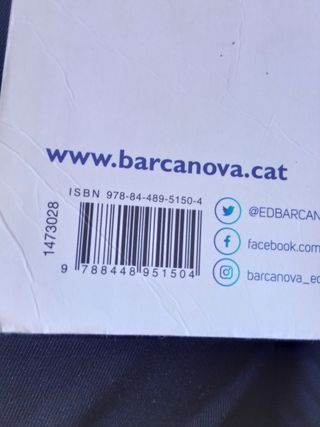 www.barcanova.cat
ISBN 978-84-489-5150-4
1473028
9 788448 951504
@EDBARCAN
facebook.com
barcanova_ed